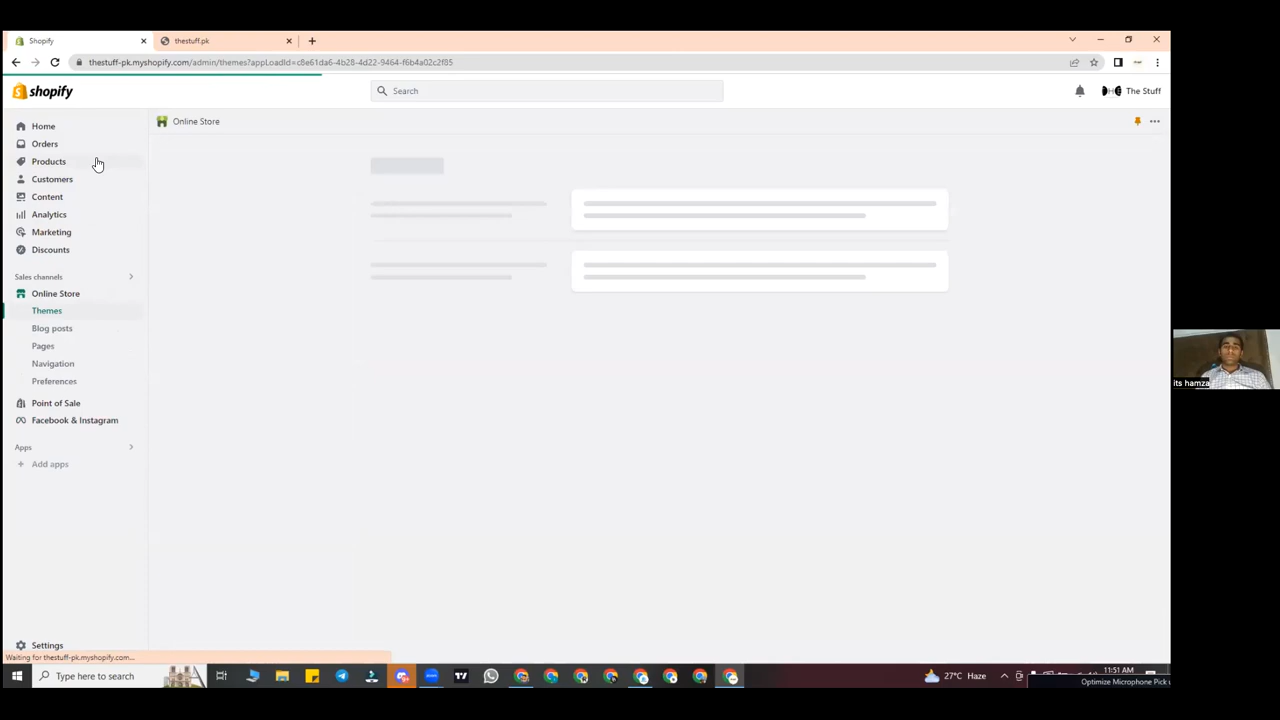 Shopify
thestuff.pk
thestuff-pk.myshopify.com/admin/themes?appLoadId=c8e61da6-4b28-4d22-9464-f6b4a02c2f85
shopify
Search
The Stuff
Home
Online Store
Orders
Products
Customers
Content
Analytics
Marketing
Discounts
Sales channels
Online Store
Themes
Blog posts
Pages
Navigation
Preferences
its hamza
Point of Sale
Facebook & Instagram
Apps
Add apps
Settings
Waiting for thestuff-pk.myshopify.com...
Type here to search
27°C Haze
11:51 AM
Optimize Microphone Pick